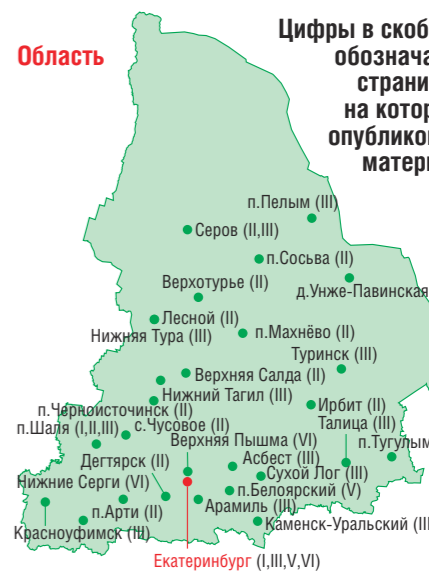 Область
Цифры в скоб
обознача
страни
на котор
опубликов
матери
п.Пелым (III)
Серов (II,III)
п.Сосьва (II)
Верхотурье (II)
д.Унже-Павинская
Лесной (II)
Нижняя Тура (III)
п.Махнёво (II)
Туринск (III)
Верхняя Салда (II)
Нижний Тагил (III)
п.Черноисточинск (II)
Ирбит (II)
п.Шаля (I,II,III)
с.Чусовое (II)
Талица (III)
Верхняя Пышма (VI)
п.Тугулым
Асбест (III)
Дегтярск (II)
Сухой Лог (III)
Нижние Серги (VI)
п.Белоярский (V)
п.Арти (II)
Арамиль (III)
Красноуфимск (III)
Каменск-Уральский (III
Екатеринбург (I,III,V,VI)